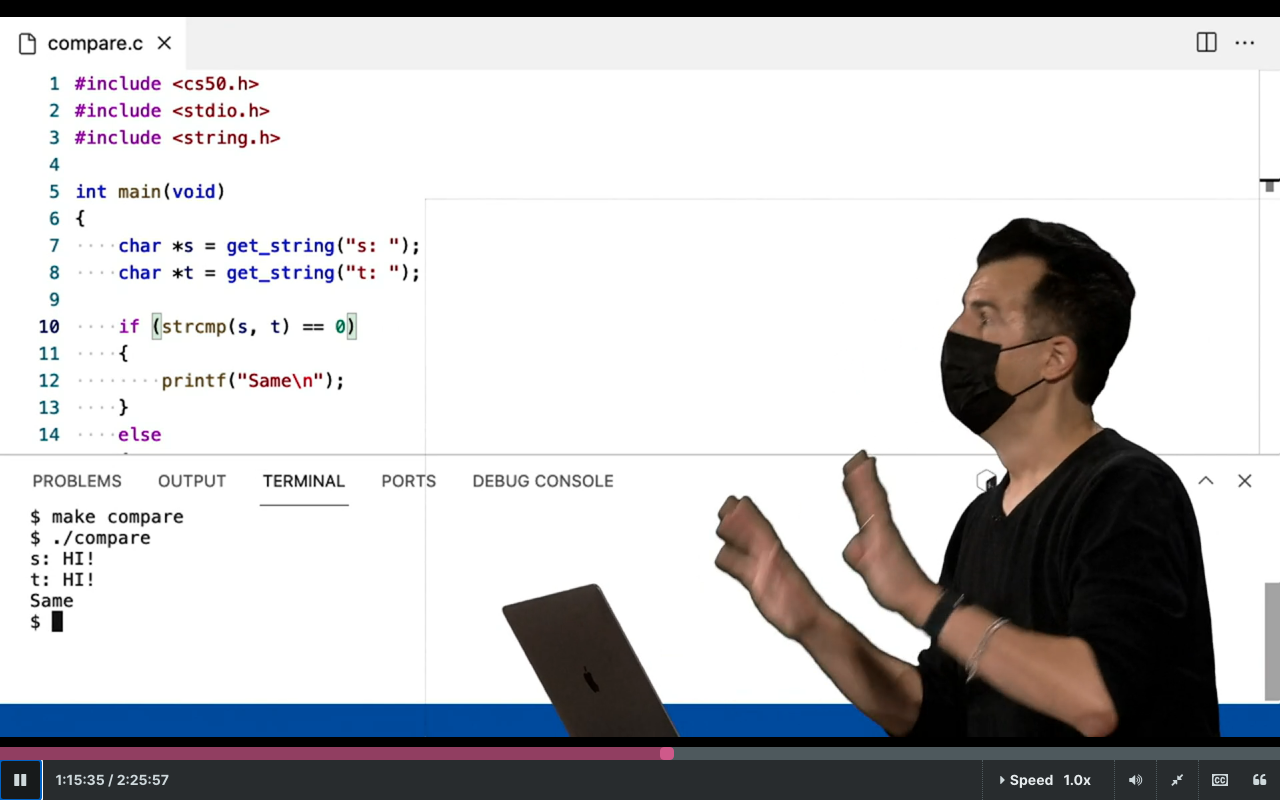 compare.c
1 #include <cs50.h>
2 #include <stdio.h>
3 #include <string.h>
4
5 int main(void)
6 {
7 ····char *s = get_string("s: ");
8 ····char *t = get_string("t: ");
9
10 ····if (strcmp(s, t) == 0)
11 ····{
12 ········printf("Same\n");
13 ····}
14 ····else
PROBLEMS OUTPUT TERMINAL PORTS DEBUG CONSOLE
$ make compare
$ ./compare
s: HI!
t: HI!
Same
$
1:15:35 / 2:25:57 Speed 1.0x CC